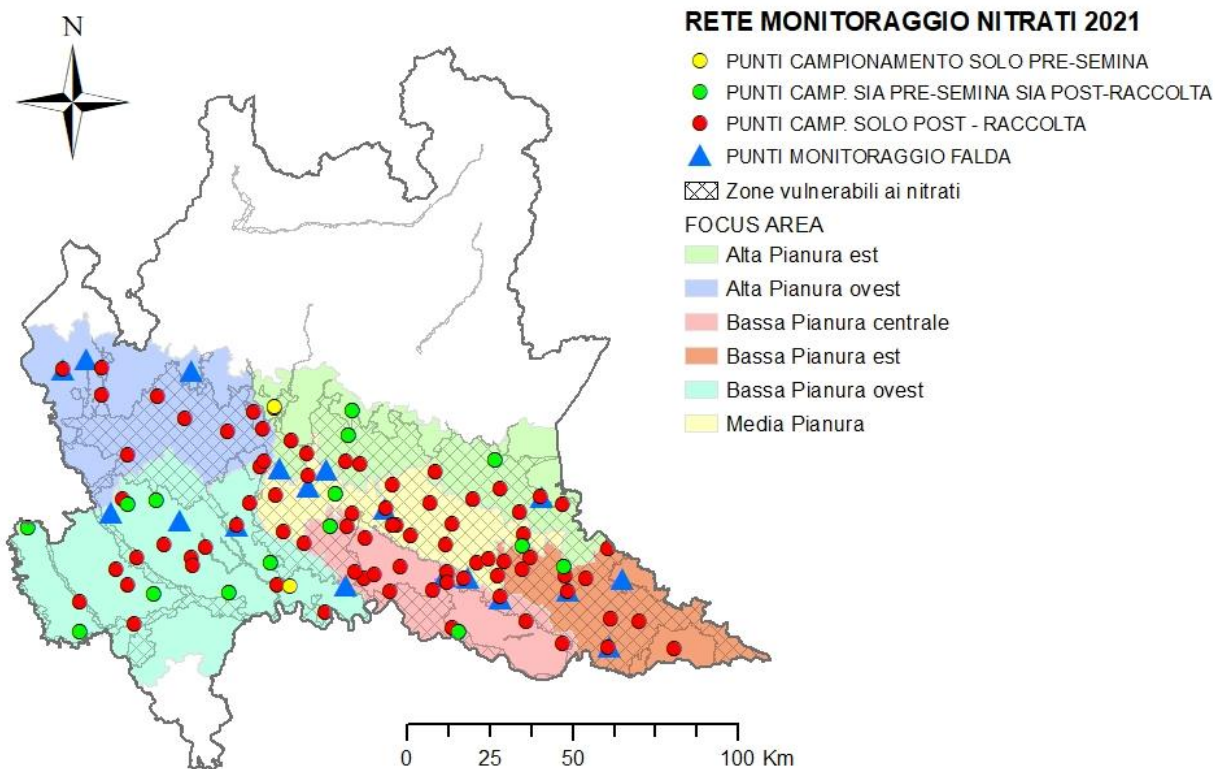 RETE MONITORAGGIO NITRATI 2021
N
PUNTI CAMPIONAMENTO SOLO PRE-SEMINA
PUNTI CAMP. SIA PRE-SEMINA SIA POST-RACCOLTA
PUNTI CAMP. SOLO POST - RACCOLTA
PUNTI MONITORAGGIO FALDA
Zone vulnerabili ai nitrati
FOCUS AREA
Alta Pianura est
Alta Pianura ovest
Bassa Pianura centrale
Bassa Pianura est
Bassa Pianura ovest
Media Pianura
0 25 50 100 Km